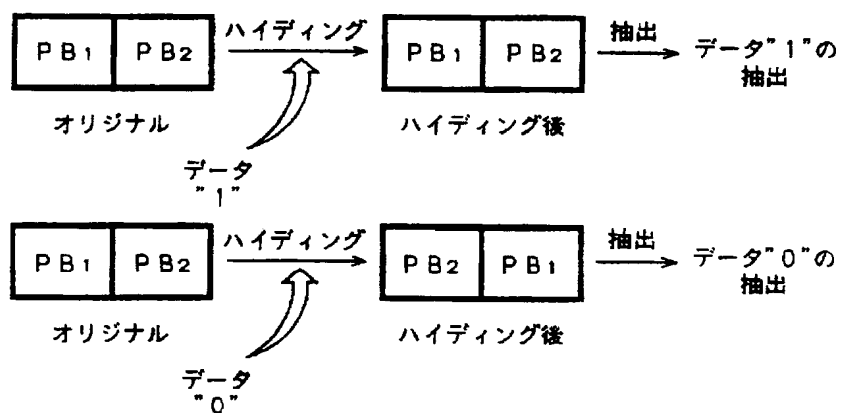 PB1 PB2 ハイディング PB1 PB2 抽出 データ"1"の
抽出
オリジナル ハイディング後
データ
"1"
PB1 PB2 ハイディング PB2 PB1 抽出 データ"0"の
抽出
オリジナル ハイディング後
データ
"0"